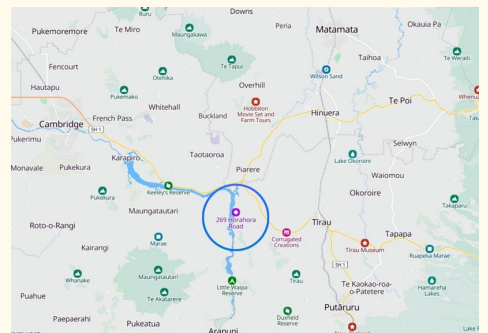 Downs
Ruru
Pukemoremore
Te Miro
Maungakawa
Peria
Matamata
Okauia Pa
Te Tapui
Taihoa
Te Weraiti
Fencourt
Otehika
Wilson Sand
Hautapu
Pukemako
Overhill
Whitehall
Hobbiton
Movie Set and
Farm Tours
Te Poi
French Pass
Buckland
Hinuera
Cambridge
SH 1
Selwyn
Taotaoroa
Karapiro
Lake Okoroire
Monavale
Pukekura
Piarere
Waiomou
Keeley's Reserve
Okoroire
Pukekura
Maungatautari
Takaparu
269 Horahora
Road
Tirau
Roto-o-Rangi
Marae
Corrugated
Creations
Tapapa
Kairangi
Tirau Museum
Ruapeka Marae
SH 1
Whanake
Maungatautari
Little Waipa
Reserve
Tirau
Te Kaokao-roa-
o-Patetere
Hamareha
Lakes
Puahue
Te Akatarere
Putāruru
Duxfield
Reserve
Paepaerahi
Pukeatua
Arapuni